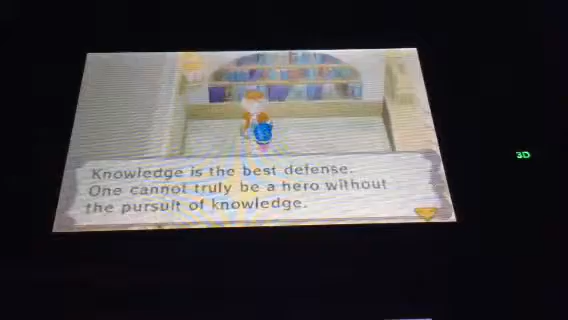 Knowledge is the best defense.
One cannot truly be a hero without
the pursuit of knowledge.
3D